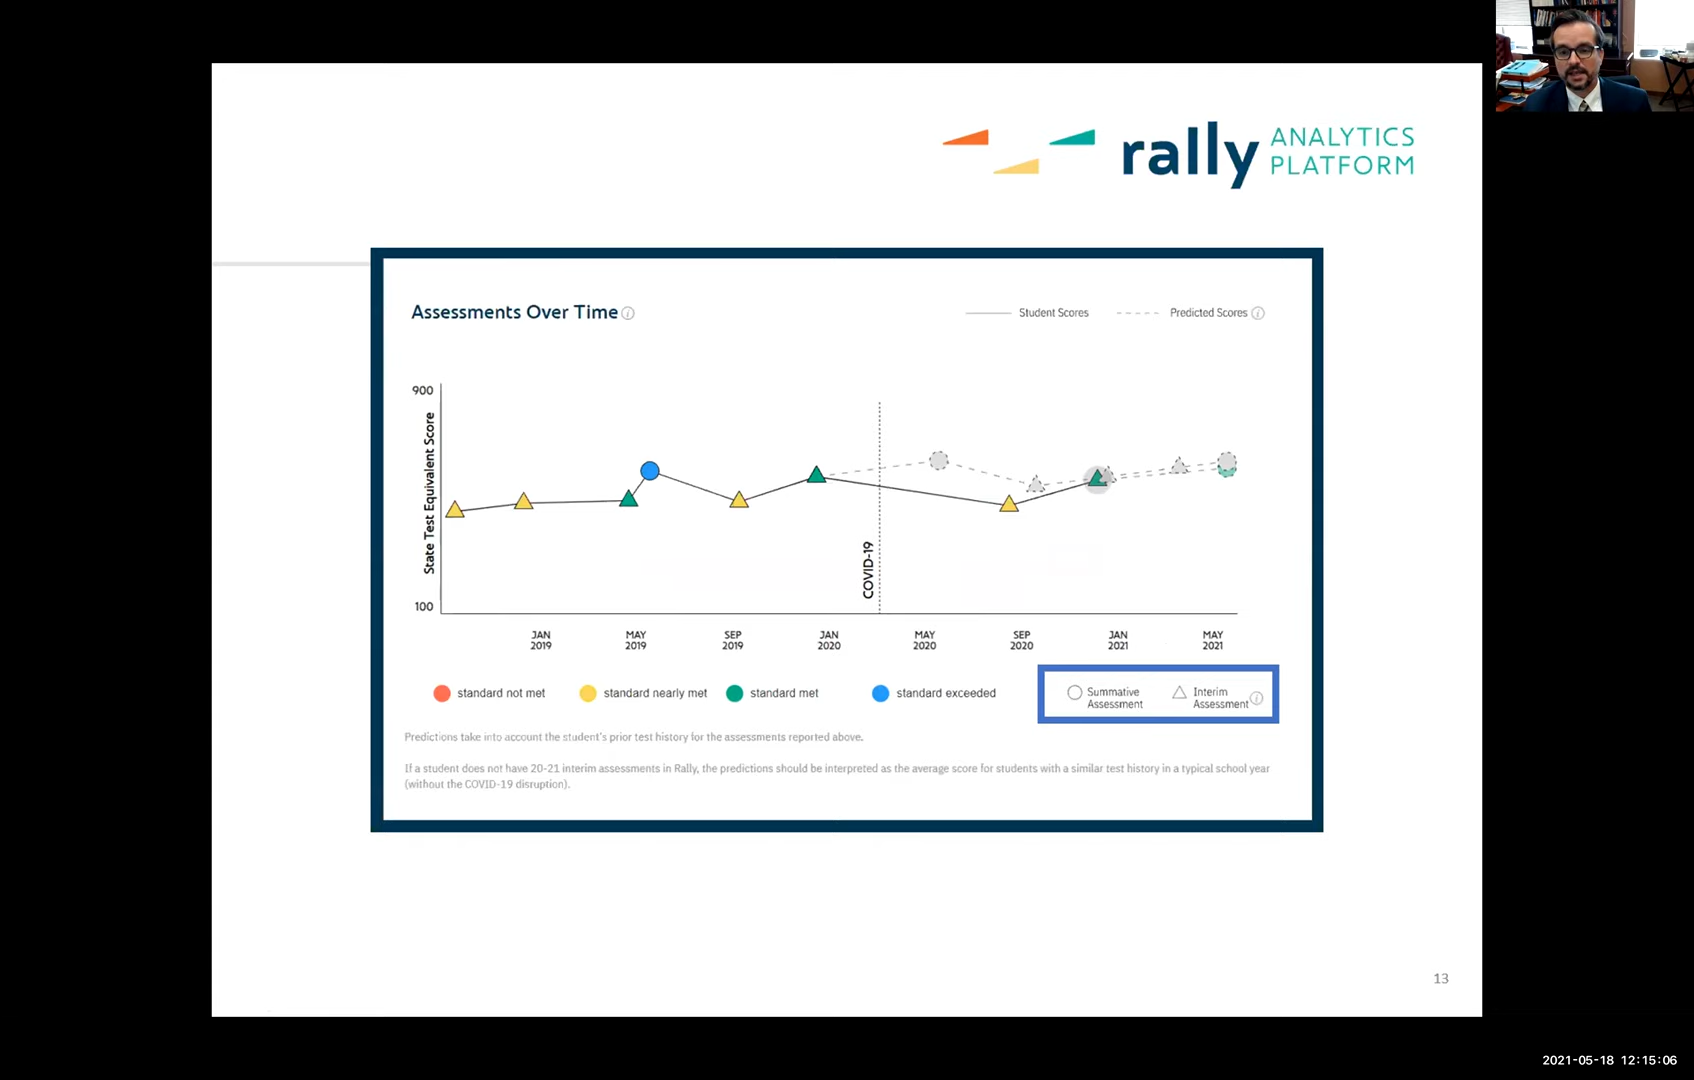 rally ANALYTICS
PLATFORM
Assessments Over Time
Student Scores
Predicted Scores
900
State Test Equivalent Score
100
COVID-19
JAN
2019
MAY
2019
SEP
2019
JAN
2020
MAY
2020
SEP
2020
JAN
2021
MAY
2021
standard not met
standard nearly met
standard met
standard exceeded
Summative
Assessment
Interim
Assessment
Predictions take into account the student's prior test history for the assessments reported above.
If a student does not have 20-21 interim assessments in Rally, the predictions should be interpreted as the average score for students with a similar test history in a typical school year
(without the COVID-19 disruption).
13
2021-05-18 12:15:06